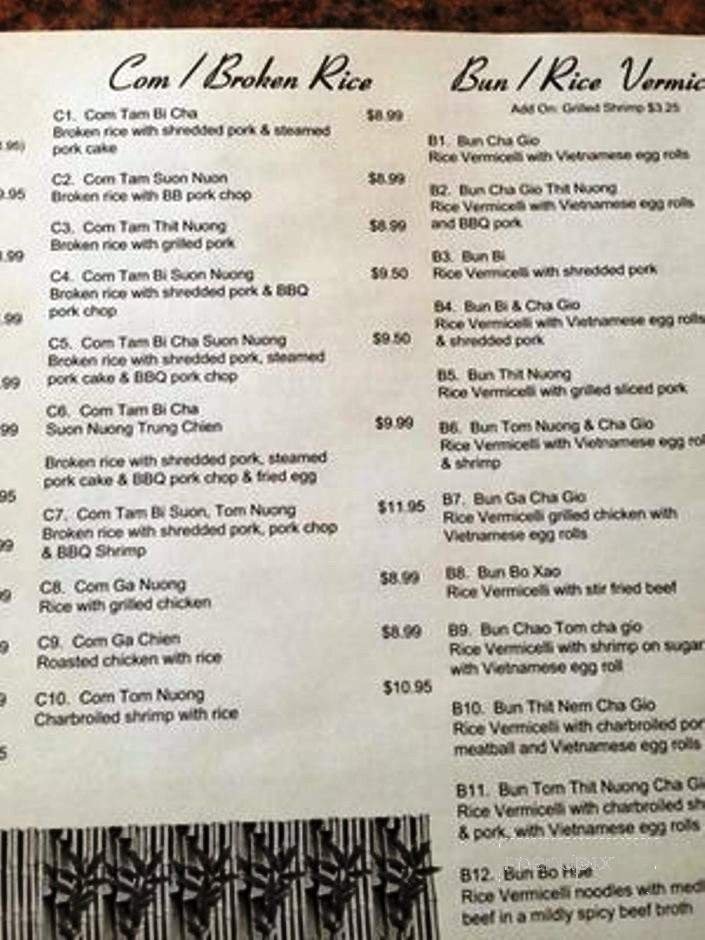 Com / Broken Rice
C1. Com Tam Bi Cha $8.99
Broken rice with shredded pork & steamed
pork cake
C2. Com Tam Suon Nuon $8.99
Broken rice with BB pork chop
C3. Com Tam Thit Nuong $8.99
Broken rice with grilled pork
C4. Com Tam Bi Suon Nuong $9.50
Broken rice with shredded pork & BBQ
pork chop
C5. Com Tam Bi Cha Suon Nuong $9.50
Broken rice with shredded pork, steamed
pork cake & BBQ pork chop
C6. Com Tam Bi Cha
Suon Nuong Trung Chien $9.99
Broken rice with shredded pork, steamed
pork cake & BBQ pork chop & fried egg
C7. Com Tam Bi Suon, Tom Nuong $11.95
Broken rice with shredded pork, pork chop
& BBQ Shrimp
C8. Com Ga Nuong $8.99
Rice with grilled chicken
C9. Com Ga Chien $8.99
Roasted chicken with rice
C10. Com Tom Nuong $10.95
Charbroiled shrimp with rice
Bun / Rice Vermic
Add On: Grilled Shrimp $3.25
B1. Bun Cha Gio
Rice Vermicelli with Vietnamese egg rolls
B2. Bun Cha Gio Thit Nuong
Rice Vermicelli with Vietnamese egg rolls
and BBQ pork
B3. Bun Bi
Rice Vermicelli with shredded pork
B4. Bun Bi & Cha Gio
Rice Vermicelli with Vietnamese egg rolls
& shredded pork
B5. Bun Thit Nuong
Rice Vermicelli with grilled sliced pork
B6. Bun Tom Nuong & Cha Gio
Rice Vermicelli with Vietnamese egg rol
& shrimp
B7. Bun Ga Cha Gio
Rice Vermicelli grilled chicken with
Vietnamese egg rolls
B8. Bun Bo Xao
Rice Vermicelli with stir fried beef
B9. Bun Chao Tom cha gio
Rice Vermicelli with shrimp on sugar
with Vietnamese egg roll
B10. Bun Thit Nem Cha Gio
Rice Vermicelli with charbroiled por
meatball and Vietnamese egg rolls
B11. Bun Tom Thit Nuong Cha Gi
Rice Vermicelli with charbroiled sh
& pork, with Vietnamese egg rolls
B12. Bun Bo Hue
Rice Vermicelli noodles with med
beef in a mildly spicy beef broth